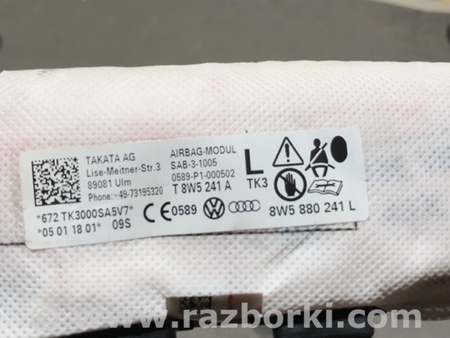 TAKATA AG
Lise-Meitner-Str.3
89081 Ulm
Phone: +49-73195320
*672 TK3000SA5V7*
*05 01 18 01* 09S
AIRBAG-MODUL
SAB-3-1005
0589-P1-000502
T 8W5 241 A
L
TK3
CE 0589
8W5 880 241 L
www.razborki.com